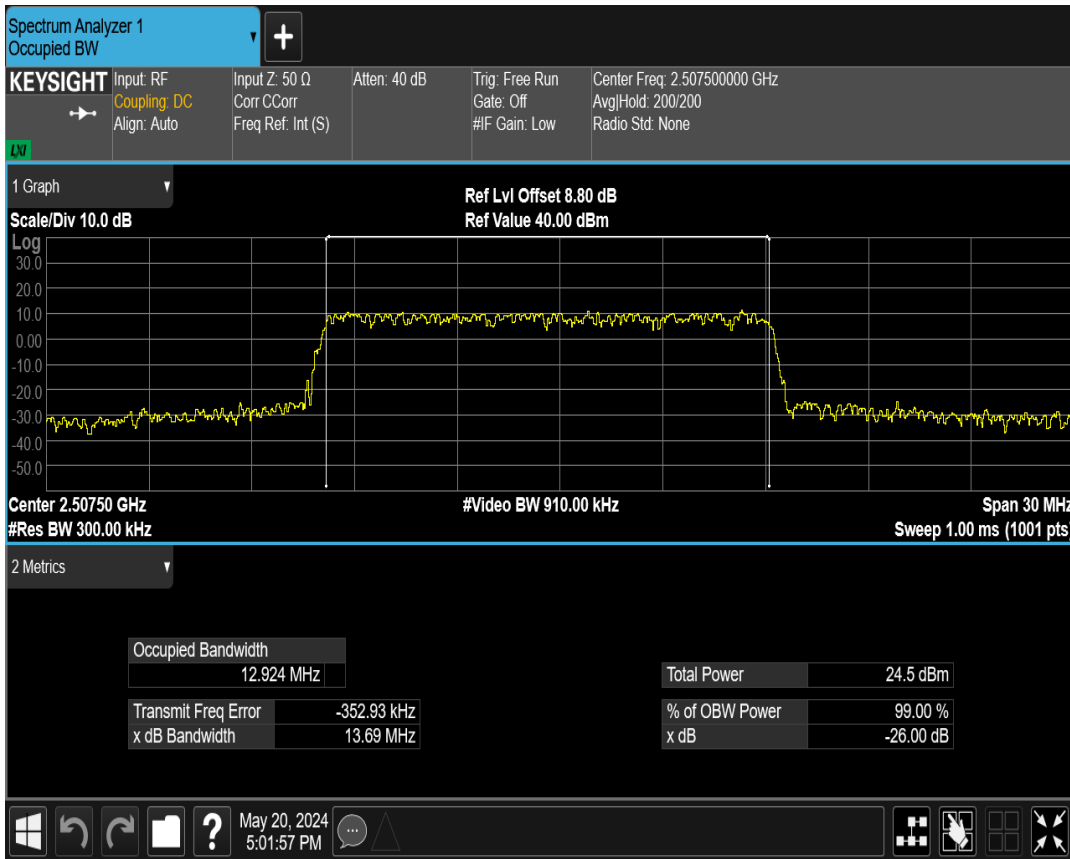 Spectrum Analyzer 1
Occupied BW
KEYSIGHT
Input: RF
Coupling: DC
Align: Auto
Input Z: 50 Ω
Corr CCorr
Freq Ref: Int (S)
Atten: 40 dB
Trig: Free Run
Gate: Off
#IF Gain: Low
Center Freq: 2.507500000 GHz
Avg|Hold: 200/200
Radio Std: None
LXI
1 Graph
Ref Lvl Offset 8.80 dB
Scale/Div 10.0 dB
Ref Value 40.00 dBm
Log
30.0
20.0
10.0
0.00
-10.0
-20.0
-30.0
-40.0
-50.0
Center 2.50750 GHz
#Video BW 910.00 kHz
Span 30 MHz
#Res BW 300.00 kHz
Sweep 1.00 ms (1001 pts)
2 Metrics
Occupied Bandwidth
12.924 MHz
Total Power 24.5 dBm
Transmit Freq Error -352.93 kHz
% of OBW Power 99.00 %
x dB Bandwidth 13.69 MHz
x dB -26.00 dB
May 20, 2024
5:01:57 PM